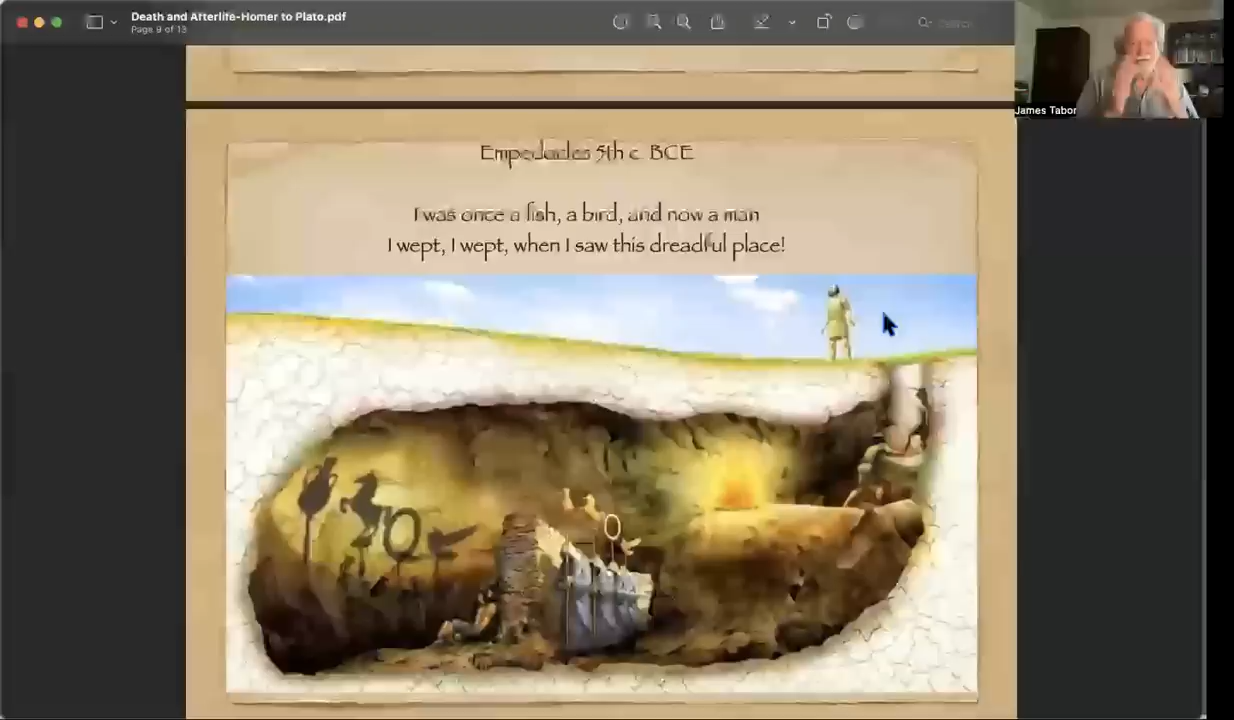 Death and Afterlife-Homer to Plato.pdf
Page 9 of 13
Search
James Tabor
Empedocles 5th c. BCE
I was once a fish, a bird, and now a man
I wept, I wept, when I saw this dreadful place!